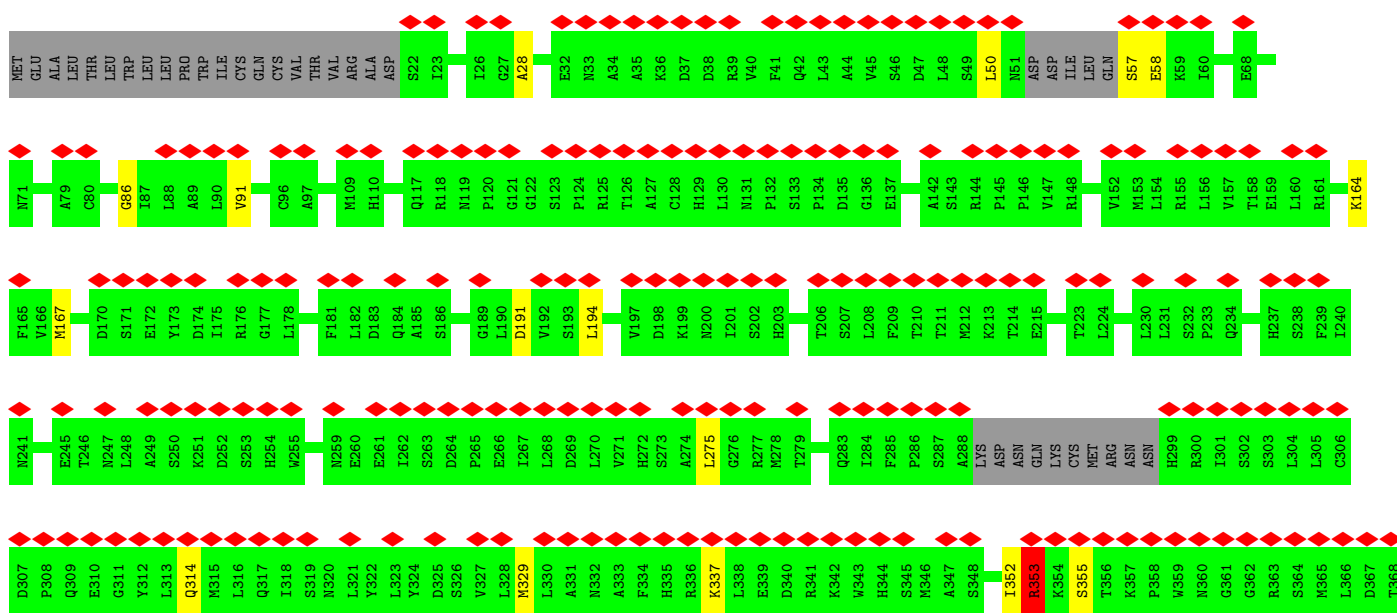 MET GLU ALA LEU THR LEU TRP LEU LEU PRO TRP ILE CYS GLN CYS VAL THR VAL ARG ALA ASP S22 I23 I26 G27 A28 E32 N33 A34 A35 K36 D37 D38 R39 V40 F41 Q42 L43 A44 V45 S46 D47 L48 S49 L50 N51 ASP ASP ILE LEU GLN S57 E58 K59 I60 E68
N71 A79 C80 G86 I87 L88 A89 L90 V91 C96 A97 M109 H110 Q117 R118 N119 P120 G121 G122 S123 P124 R125 T126 A127 C128 H129 L130 N131 P132 S133 P134 D135 G136 E137 A142 S143 R144 P145 P146 V147 R148 V152 M153 L154 R155 L156 V157 T158 E159 L160 R161 K164
F165 V166 M167 D170 S171 E172 Y173 D174 I175 R176 G177 L178 F181 L182 D183 Q184 A185 S186 G189 L190 D191 V192 S193 L194 V197 D198 K199 N200 I201 S202 H203 T206 S207 L208 F209 T210 T211 M212 K213 T214 E215 T223 L224 L230 L231 S232 P233 Q234 H237 S238 F239 I240
N241 E245 T246 N247 L248 A249 S250 K251 D252 S253 H254 W255 N259 E260 E261 I262 S263 D264 P265 E266 I267 L268 D269 L270 V271 H272 S273 A274 L275 G276 R277 M278 T279 Q283 I284 F285 P286 S287 A288 LYS ASP ASN GLN LYS CYS MET ARG ASN ASN H299 R300 I301 S302 S303 L304 L305 C306
D307 P308 Q309 E310 G311 Y312 L313 Q314 M315 L316 Q317 I318 S319 N320 L321 Y322 L323 Y324 D325 S326 V327 L328 M329 L330 A331 N332 A333 F334 H335 R336 K337 L338 E339 D340 R341 K342 W343 H344 S345 M346 A347 S348 I352 R353 K354 S355 T356 K357 P358 W359 N360 G361 G362 R363 S364 M365 L366 D367 T368